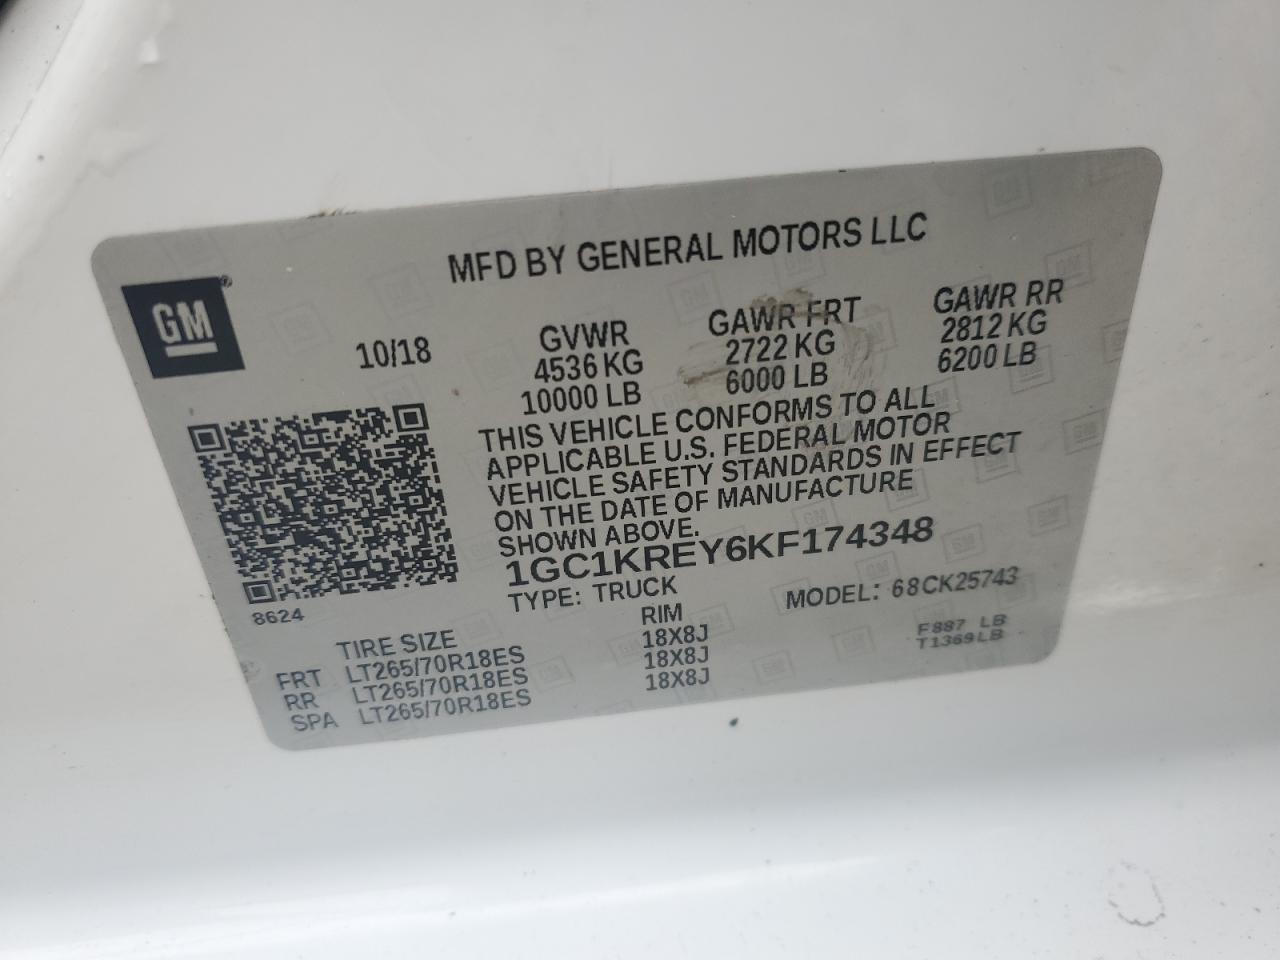 MFD BY GENERAL MOTORS LLC
GM
10/18
GVWR
4536 KG
10000 LB
GAWR FRT
2722 KG
6000 LB
GAWR RR
2812 KG
6200 LB
THIS VEHICLE CONFORMS TO ALL
APPLICABLE U.S. FEDERAL MOTOR
VEHICLE SAFETY STANDARDS IN EFFECT
ON THE DATE OF MANUFACTURE
SHOWN ABOVE.
1GC1KREY6KF174348
TYPE: TRUCK
MODEL: 68CK25743
8624
TIRE SIZE RIM
FRT LT265/70R18ES 18X8J
RR LT265/70R18ES 18X8J
SPA LT265/70R18ES 18X8J
F887 LB
T1369LB